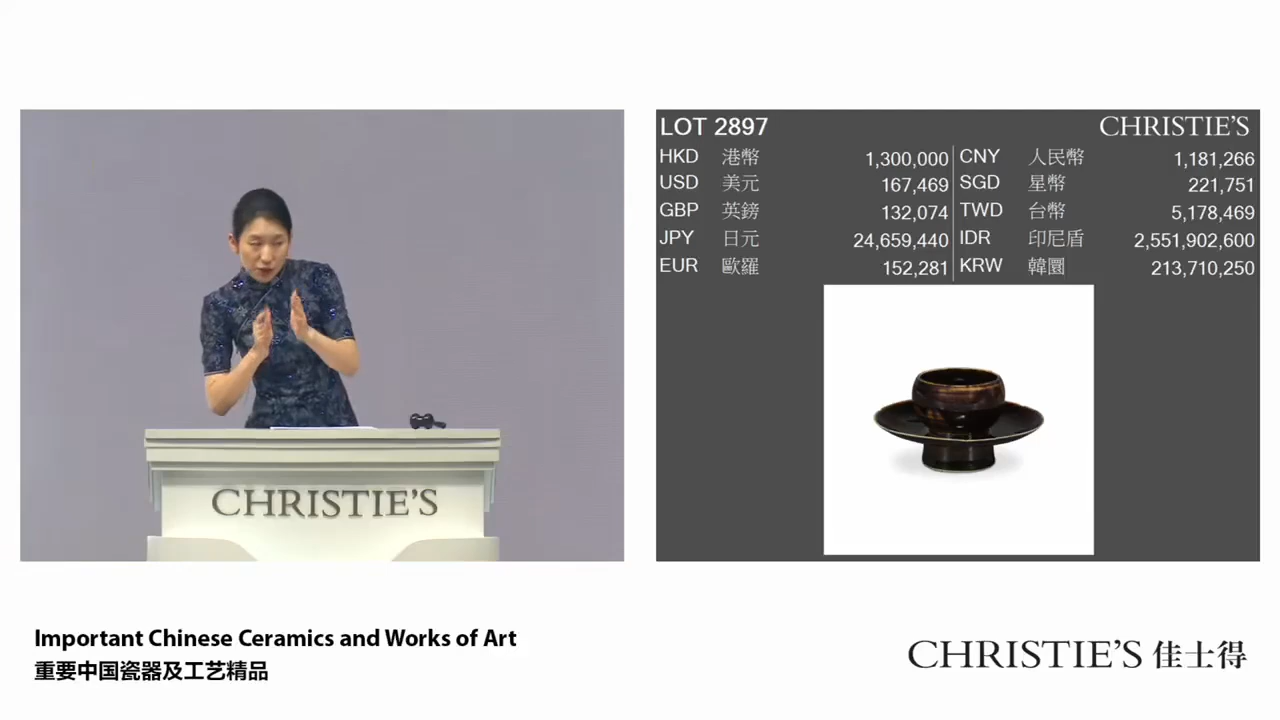 LOT 2897
CHRISTIE'S
HKD 港幣 1,300,000 CNY 人民幣 1,181,266
USD 美元 167,469 SGD 星幣 221,751
GBP 英鎊 132,074 TWD 台幣 5,178,469
JPY 日元 24,659,440 IDR 印尼盾 2,551,902,600
EUR 歐羅 152,281 KRW 韓圜 213,710,250
CHRISTIE'S
Important Chinese Ceramics and Works of Art
重要中国瓷器及工艺精品
CHRISTIE'S 佳士得